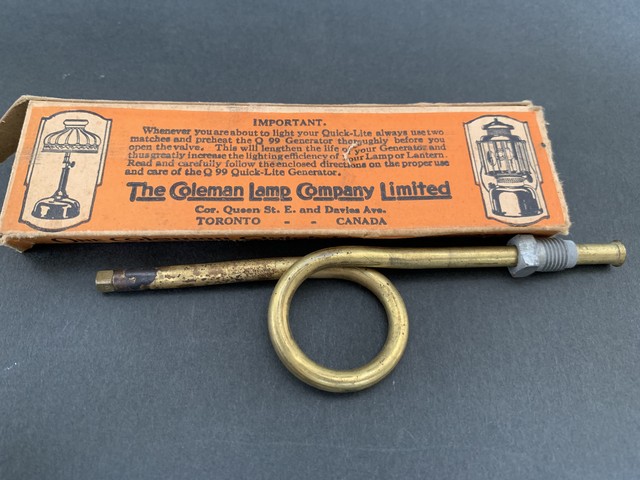 IMPORTANT.
Whenever you are about to light your Quick-Lite always use two
matches and preheat the Q 99 Generator thoroughly before you
open the valve. This will lengthen the life of your Generator and
thus greatly increase the lighting efficiency of your Lamp or Lantern.
Read and carefully follow the enclosed directions on the proper use
and care of the Q 99 Quick-Lite Generator.
The Coleman Lamp Company Limited
Cor. Queen St. E. and Davies Ave.
TORONTO - - CANADA